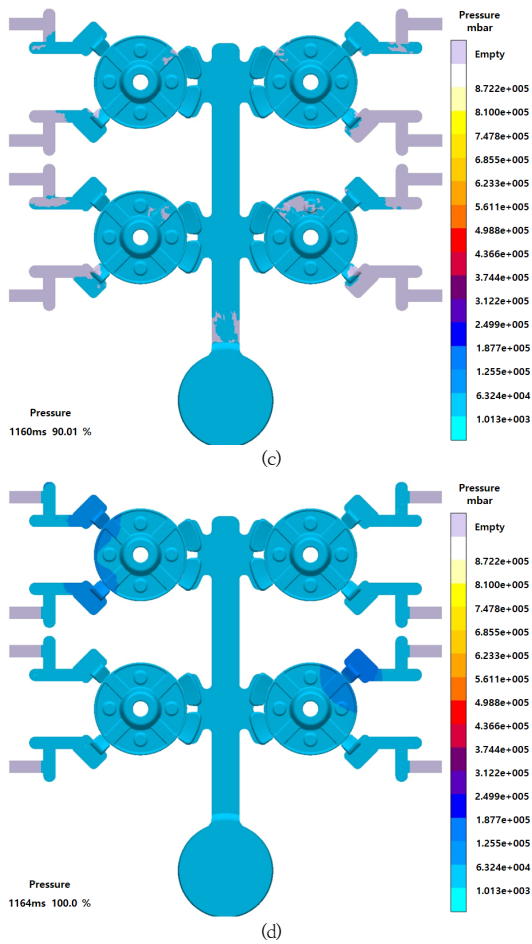 Pressure
mbar
Empty
8.722e+005
8.100e+005
7.478e+005
6.855e+005
6.233e+005
5.611e+005
4.988e+005
4.366e+005
3.744e+005
3.122e+005
2.499e+005
1.877e+005
1.255e+005
6.324e+004
1.013e+003
Pressure
1160ms 90.01 %
(c)
Pressure
mbar
Empty
8.722e+005
8.100e+005
7.478e+005
6.855e+005
6.233e+005
5.611e+005
4.988e+005
4.366e+005
3.744e+005
3.122e+005
2.499e+005
1.877e+005
1.255e+005
6.324e+004
1.013e+003
Pressure
1164ms 100.0 %
(d)